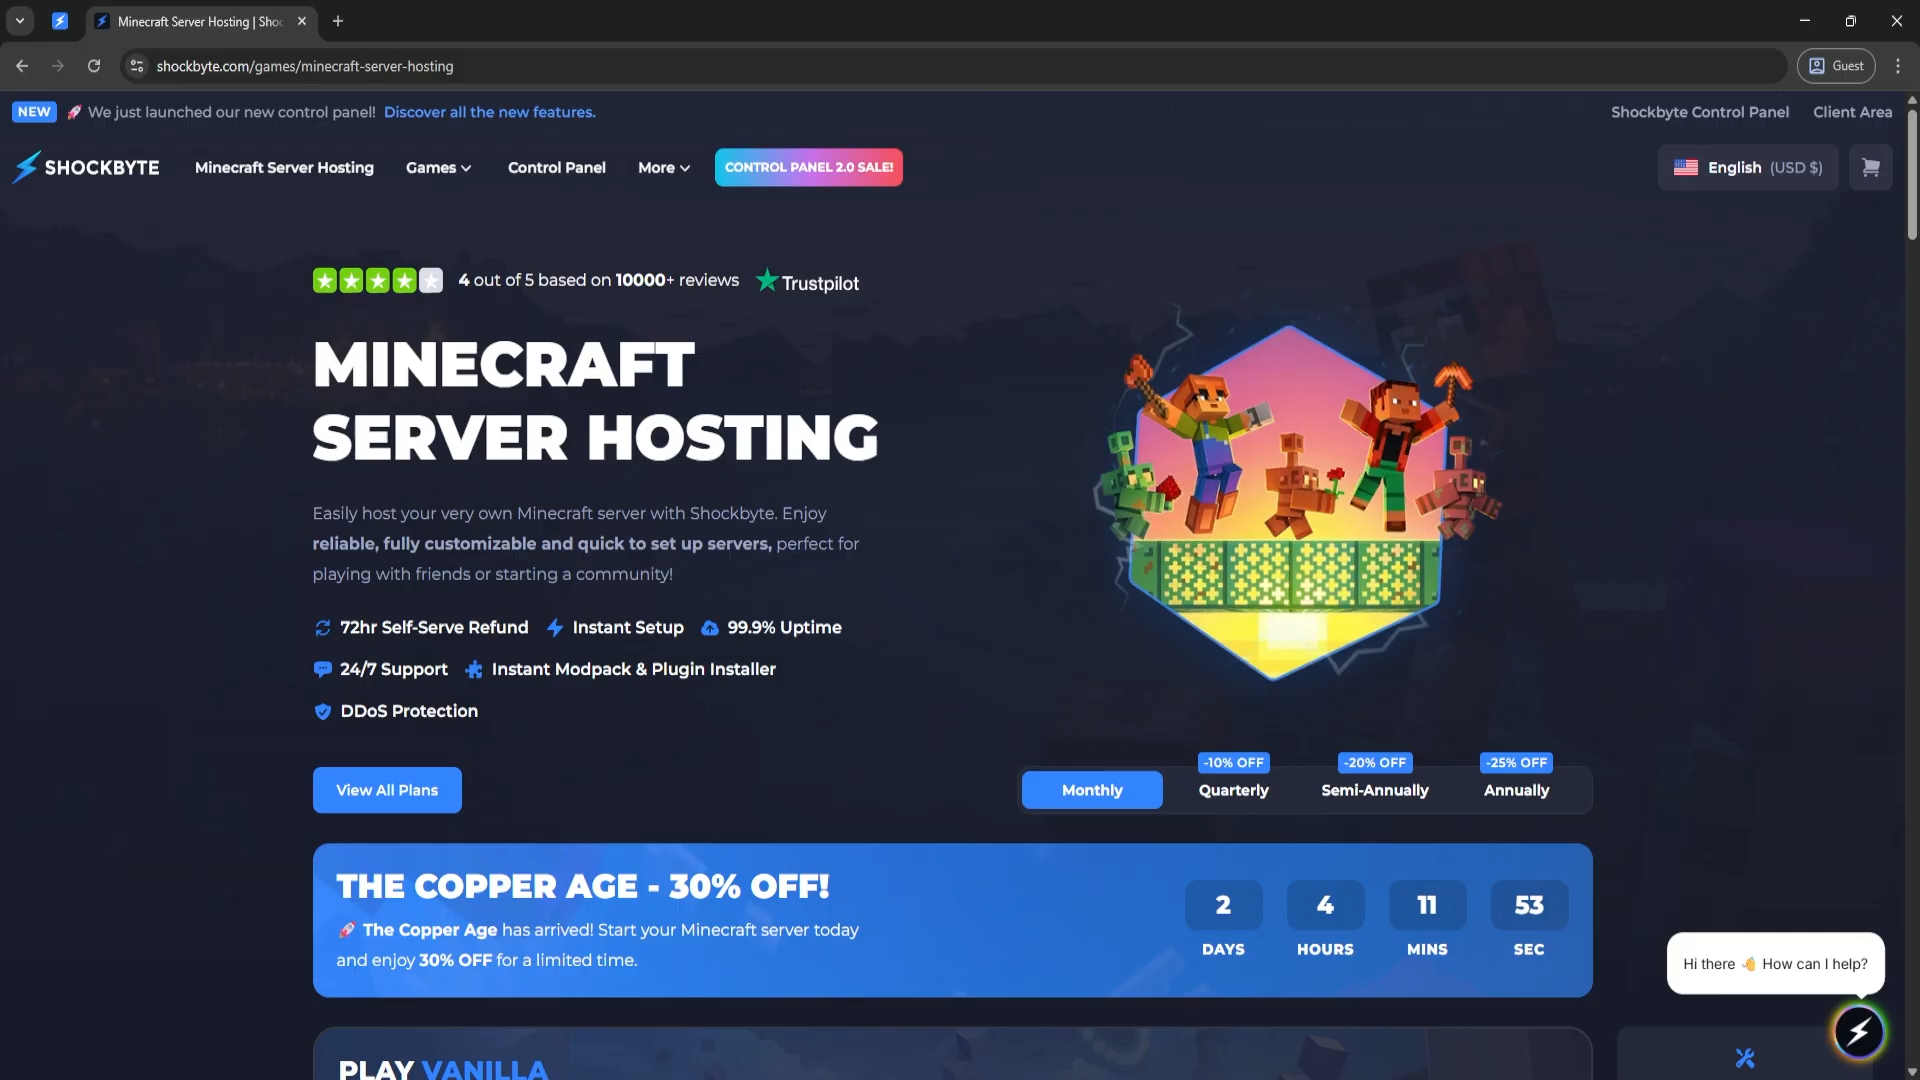 Minecraft Server Hosting | Shoc
shockbyte.com/games/minecraft-server-hosting
Guest
NEW 🚀 We just launched our new control panel! Discover all the new features.
Shockbyte Control Panel
Client Area
SHOCKBYTE
Minecraft Server Hosting
Games
Control Panel
More
CONTROL PANEL 2.0 SALE!
English (USD $)
4 out of 5 based on 10000+ reviews
Trustpilot
MINECRAFT
SERVER HOSTING
Easily host your very own Minecraft server with Shockbyte. Enjoy
reliable, fully customizable and quick to set up servers, perfect for
playing with friends or starting a community!
72hr Self-Serve Refund
Instant Setup
99.9% Uptime
24/7 Support
Instant Modpack & Plugin Installer
DDoS Protection
View All Plans
Monthly
-10% OFF
Quarterly
-20% OFF
Semi-Annually
-25% OFF
Annually
THE COPPER AGE - 30% OFF!
🚀 The Copper Age has arrived! Start your Minecraft server today
and enjoy 30% OFF for a limited time.
2
DAYS
4
HOURS
11
MINS
53
SEC
Hi there 👋 How can I help?
PLAY VANILLA